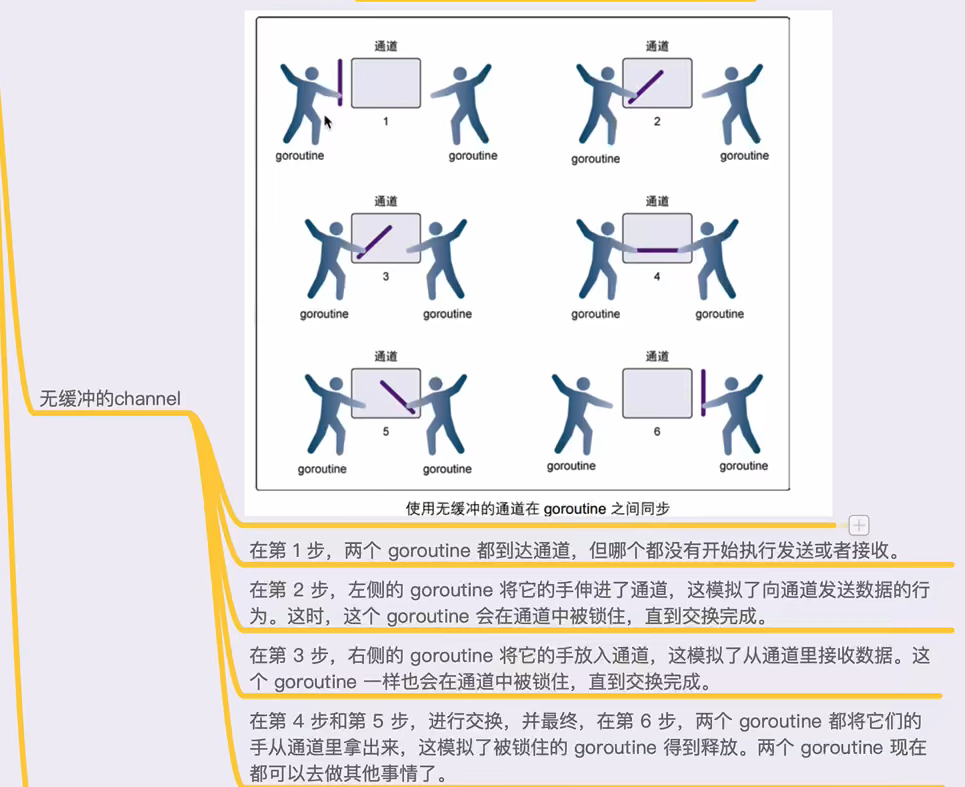 通道
通道
1
2
goroutine
goroutine
goroutine
goroutine
通道
通道
3
4
goroutine
goroutine
goroutine
goroutine
通道
通道
5
6
goroutine
goroutine
goroutine
goroutine
使用无缓冲的通道在 goroutine 之间同步
无缓冲的channel
在第 1 步，两个 goroutine 都到达通道，但哪个都没有开始执行发送或者接收。
在第 2 步，左侧的 goroutine 将它的手伸进了通道，这模拟了向通道发送数据的行
为。这时，这个 goroutine 会在通道中被锁住，直到交换完成。
在第 3 步，右侧的 goroutine 将它的手放入通道，这模拟了从通道里接收数据。这
个 goroutine 一样也会在通道中被锁住，直到交换完成。
在第 4 步和第 5 步，进行交换，并最终，在第 6 步，两个 goroutine 都将它们的
手从通道里拿出来，这模拟了被锁住的 goroutine 得到释放。两个 goroutine 现在
都可以去做其他事情了。